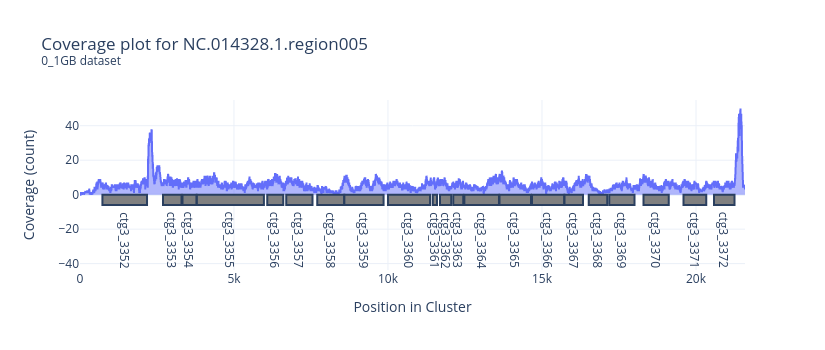 Coverage plot for NC.014328.1.region005
0_1GB dataset
Coverage (count)
40
20
0
−20
−40
ctg3_3352
ctg3_3353
ctg3_3354
ctg3_3355
ctg3_3356
ctg3_3357
ctg3_3358
ctg3_3359
ctg3_3360
ctg3_3361
ctg3_3362
ctg3_3363
ctg3_3364
ctg3_3365
ctg3_3366
ctg3_3367
ctg3_3368
ctg3_3369
ctg3_3370
ctg3_3371
ctg3_3372
0
5k
10k
15k
20k
Position in Cluster